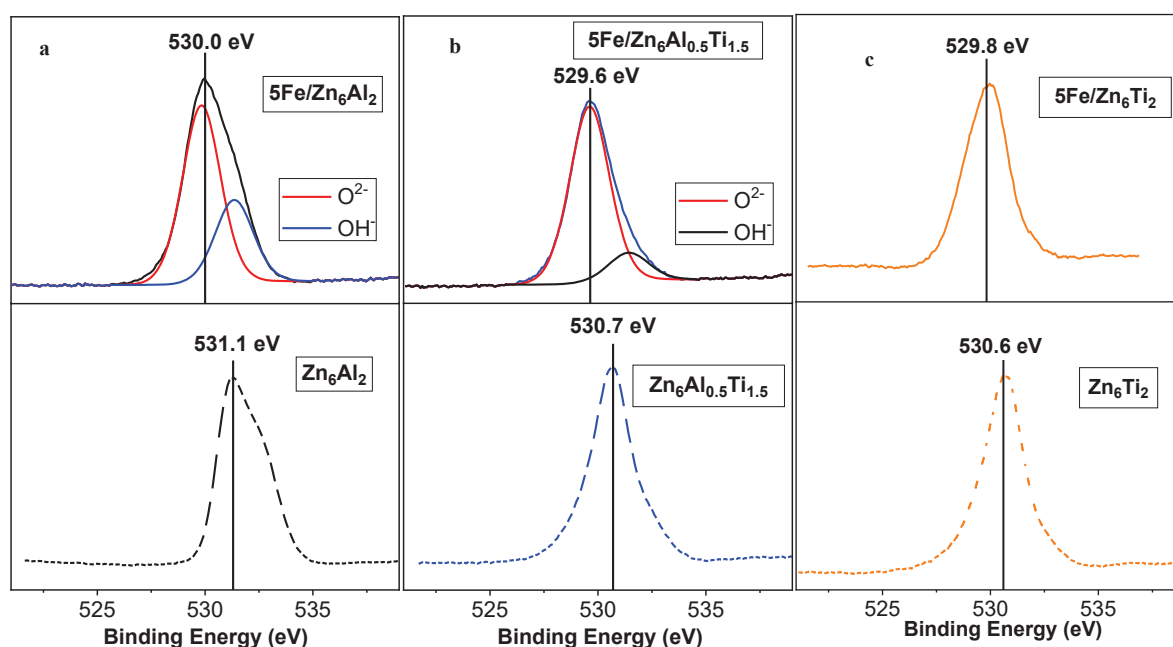 a
530.0 eV
5Fe/Zn₆Al₂
O²⁻
OH⁻
b
5Fe/Zn₆Al₀.₅Ti₁.₅
529.6 eV
O²⁻
OH⁻
c
529.8 eV
5Fe/Zn₆Ti₂
531.1 eV
Zn₆Al₂
530.7 eV
Zn₆Al₀.₅Ti₁.₅
530.6 eV
Zn₆Ti₂
525 530 535
525 530 535
525 530 535
Binding Energy (eV)
Binding Energy (eV)
Binding Energy (eV)